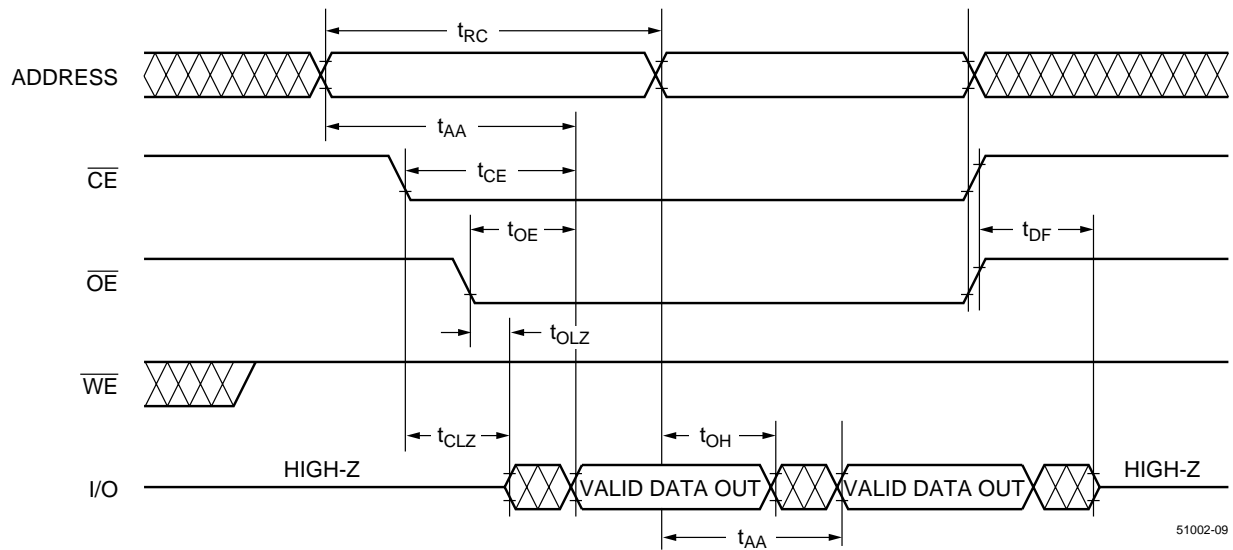 tRC
ADDRESS
tAA
tCE
CE
tOE
tDF
OE
tOLZ
WE
tCLZ
tOH
HIGH-Z
HIGH-Z
I/O
VALID DATA OUT
VALID DATA OUT
tAA
51002-09